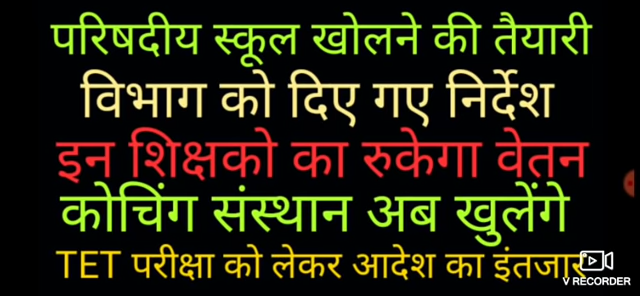 परिषदीय स्कूल खोलने की तैयारी
विभाग को दिए गए निर्देश
इन शिक्षको का रुकेगा वेतन
कोचिंग संस्थान अब खुलेंगे
TET परीक्षा को लेकर आदेश का इंतजार
V RECORDER